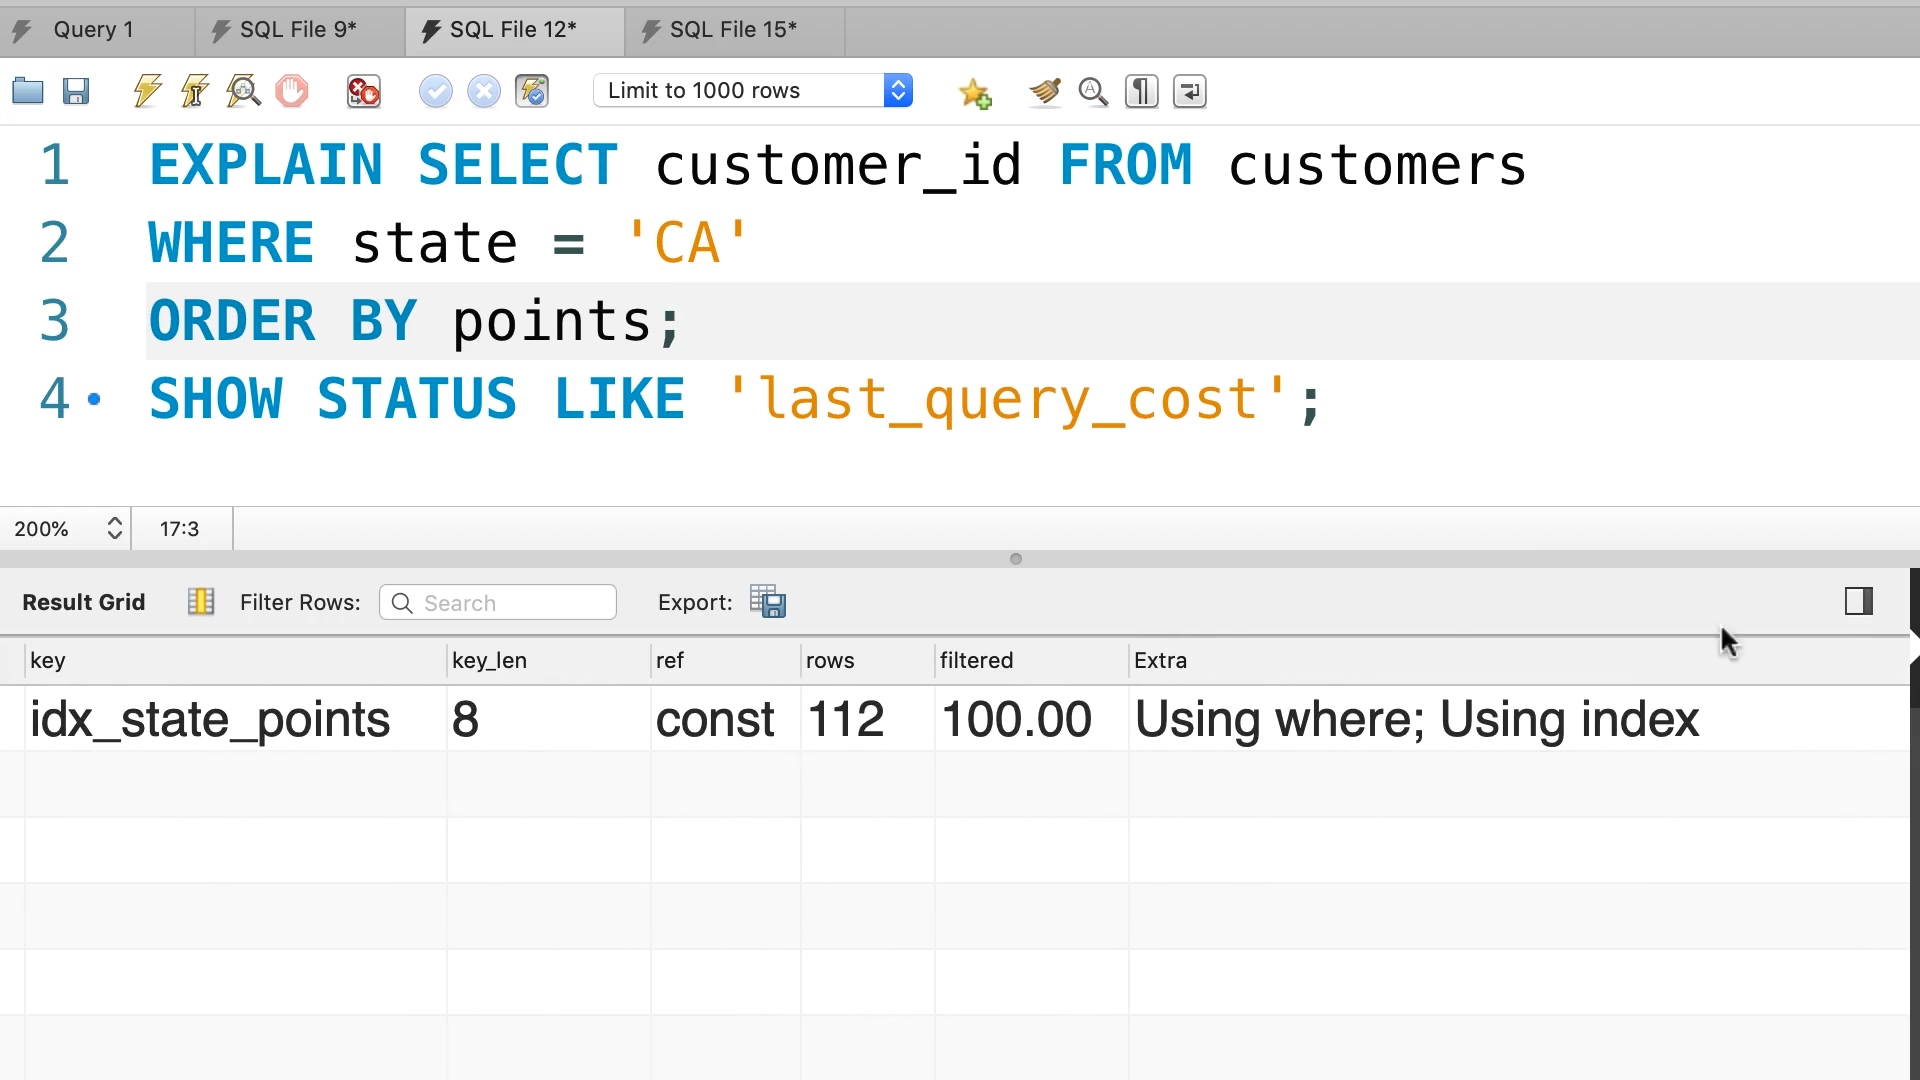 Query 1
SQL File 9*
SQL File 12*
SQL File 15*
Limit to 1000 rows
1 EXPLAIN SELECT customer_id FROM customers
2 WHERE state = 'CA'
3 ORDER BY points;
4 SHOW STATUS LIKE 'last_query_cost';
200% 17:3
Result Grid Filter Rows: Search Export:
key key_len ref rows filtered Extra
idx_state_points 8 const 112 100.00 Using where; Using index